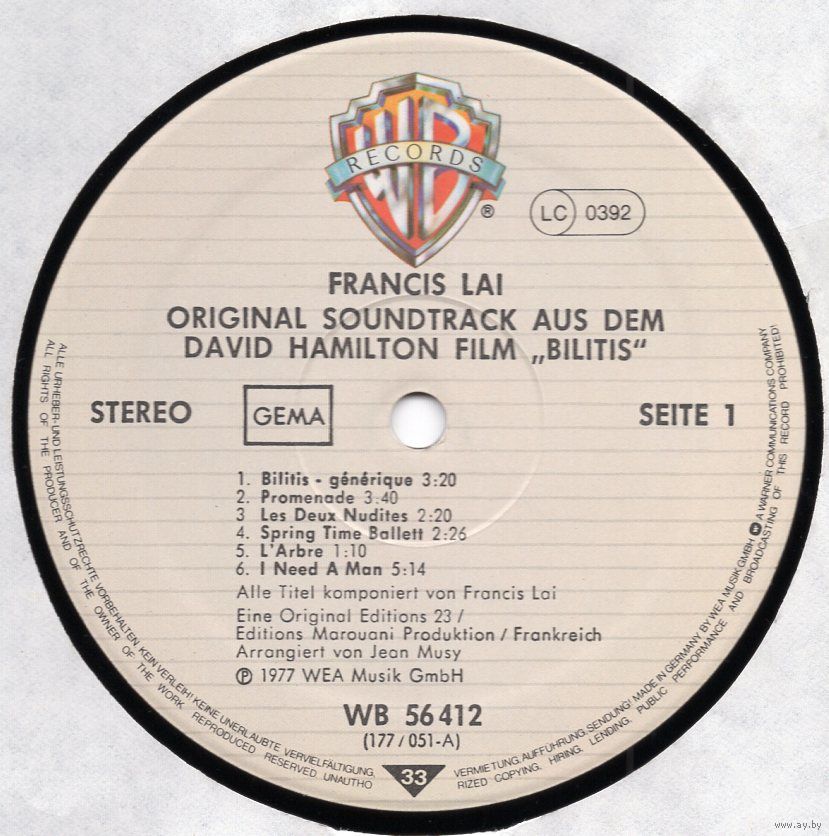 WB
RECORDS
®
LC 0392
FRANCIS LAI
ORIGINAL SOUNDTRACK AUS DEM
DAVID HAMILTON FILM „BILITIS“
STEREO
GEMA
SEITE 1
1. Bilitis - générique 3:20
2. Promenade 3:40
3 Les Deux Nudites 2:20
4. Spring Time Ballett 2:26
5. L'Arbre 1:10
6. I Need A Man 5:14
Alle Titel komponiert von Francis Lai
Eine Original Editions 23 /
Editions Marouani Produktion / Frankreich
Arrangiert von Jean Musy
℗ 1977 WEA Musik GmbH
WB 56 412
(177 / 051-A)
33
ALLE URHEBER-UND LEISTUNGSSCHUTZRECHTE VORBEHALTEN KEIN VERLEIH! KEINE UNERLAUBTE VERVIELFÄLTIGUNG, VERMIETUNG, AUFFÜHRUNG, SENDUNG! MADE IN GERMANY BY WEA MUSIK GMBH A WARNER COMMUNICATIONS COMPANY
ALL RIGHTS OF THE PRODUCER AND OF THE OWNER OF THE WORK REPRODUCED RESERVED. UNAUTHO RIZED COPYING, HIRING, LENDING, PUBLIC PERFORMANCE AND BROADCASTING OF THIS RECORD PROHIBITED!
www.ay.by